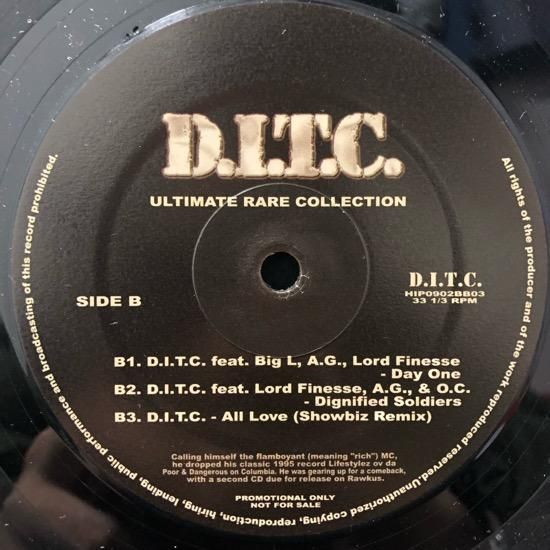 D.I.T.C.
ULTIMATE RARE COLLECTION
SIDE B
D.I.T.C.
HIP0902BB03
33 1/3 RPM
B1. D.I.T.C. feat. Big L, A.G., Lord Finesse
- Day One
B2. D.I.T.C. feat. Lord Finesse, A.G., & O.C.
- Dignified Soldiers
B3. D.I.T.C. - All Love (Showbiz Remix)
Calling himself the flamboyant (meaning "rich") MC,
he dropped his classic 1995 record Lifestylez ov da
Poor & Dangerous on Columbia. He was gearing up for a comeback,
with a second CD due for release on Rawkus.
PROMOTIONAL ONLY
NOT FOR SALE
All rights of the producer and of the work reproduced reserved.Unauthorized copying, reproduction, hiring, lending, public performance and broadcasting of this record prohibited.